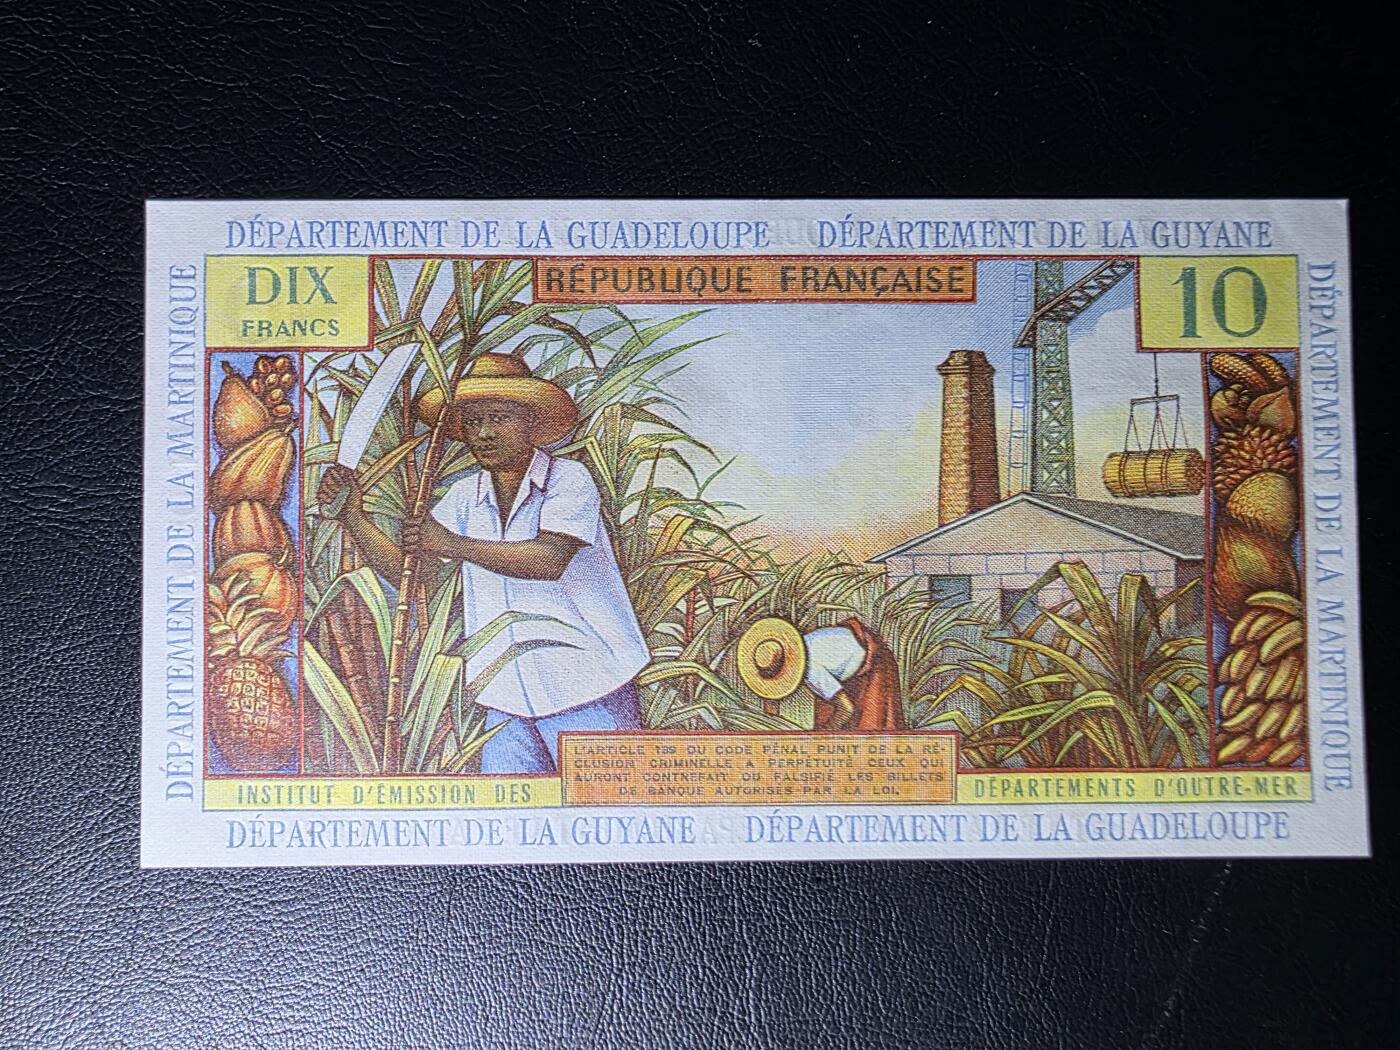 DÉPARTEMENT DE LA GUADELOUPE DÉPARTEMENT DE LA GUYANE
DIX
FRANCS
RÉPUBLIQUE FRANÇAISE
10
DÉPARTEMENT DE LA MARTINIQUE
DÉPARTEMENT DE LA MARTINIQUE
L'ARTICLE 139 DU CODE PÉNAL PUNIT DE LA RÉ-
CLUSION CRIMINELLE A PERPÉTUITÉ CEUX QUI
AURONT CONTREFAIT OU FALSIFIÉ LES BILLETS
DE BANQUE AUTORISÉS PAR LA LOI.
INSTITUT D'ÉMISSION DES
DÉPARTEMENTS D'OUTRE-MER
DÉPARTEMENT DE LA GUYANE DÉPARTEMENT DE LA GUADELOUPE